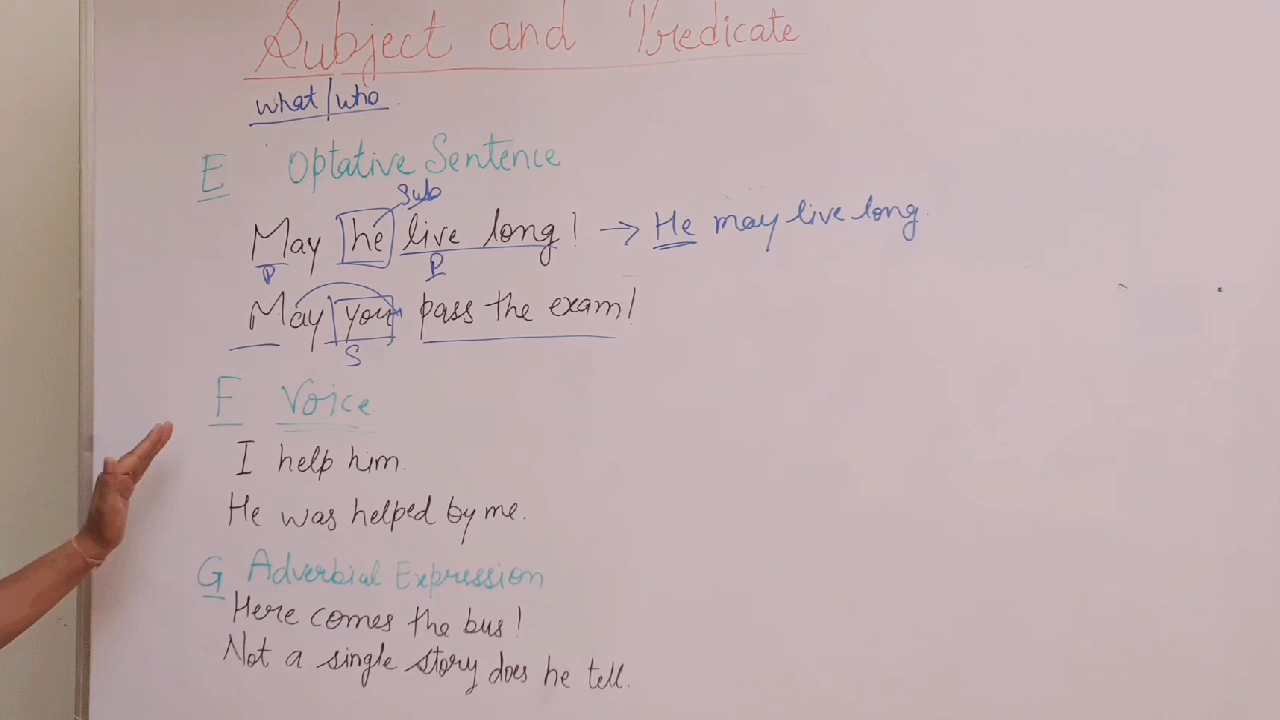 Subject and Predicate
what/who
E Optative Sentence
Sub
May he live long! → He may live long.
P P
May you pass the exam!
S
F Voice
I help him.
He was helped by me.
G Adverbial Expression
Here comes the bus!
Not a single story does he tell.